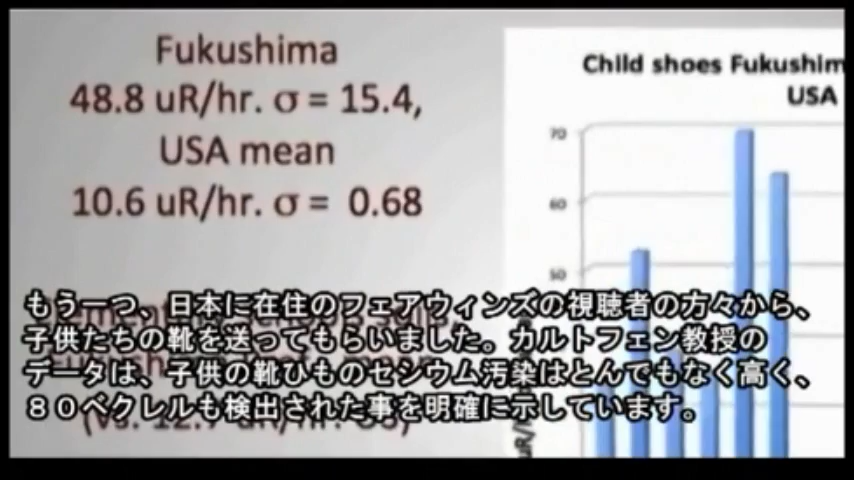 Fukushima
48.8 uR/hr. σ = 15.4,
USA mean
10.6 uR/hr. σ = 0.68
Child shoes Fukushim
USA
70
60
50
もう一つ、日本に在住のフェアウィンズの視聴者の方々から、
子供たちの靴を送ってもらいました。カルトフェン教授の
データは、子供の靴ひものセシウム汚染はとんでもなく高く、
８０ベクレルも検出された事を明確に示しています。